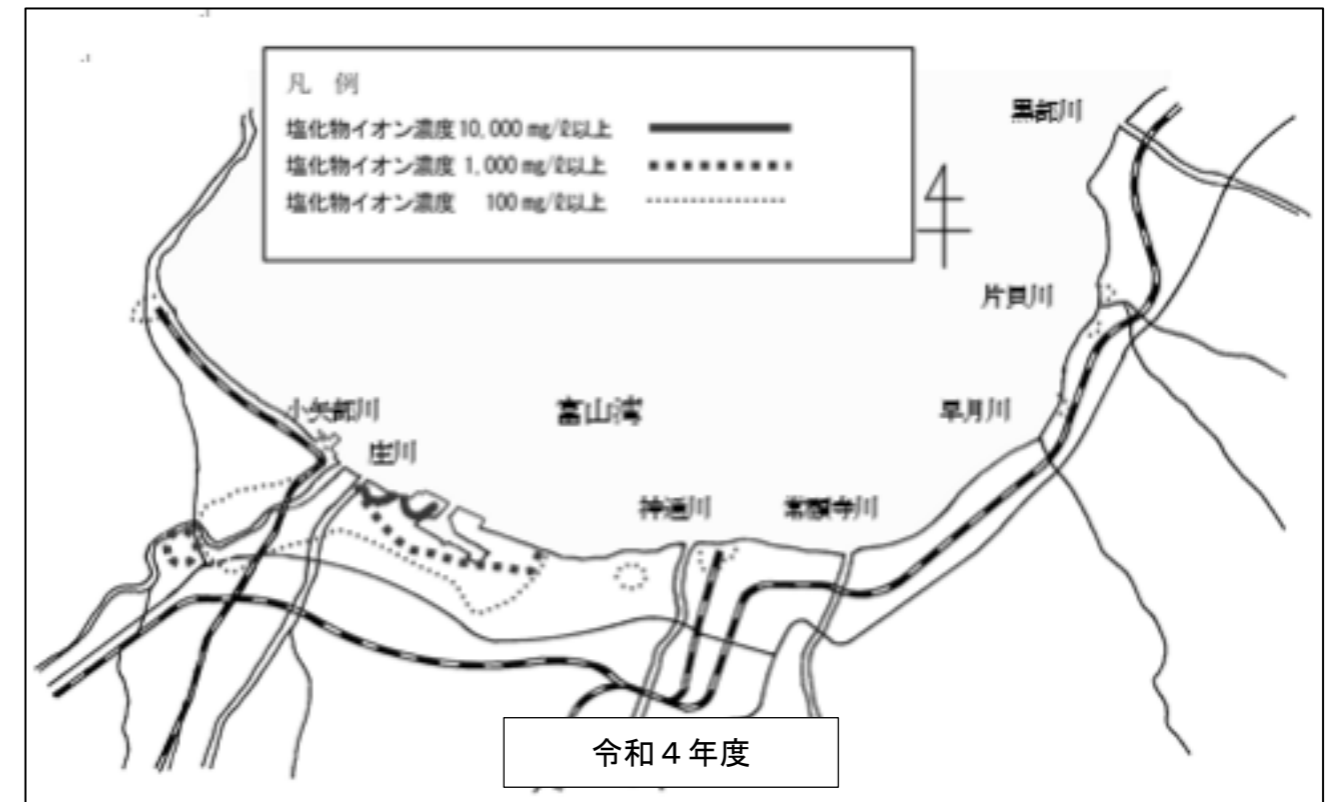 凡 例
塩化物イオン濃度 10,000 mg/ℓ以上
塩化物イオン濃度 1,000 mg/ℓ以上
塩化物イオン濃度 100 mg/ℓ以上
黒部川
片貝川
小矢部川
富山湾
早月川
庄川
神通川
常願寺川
令和4年度